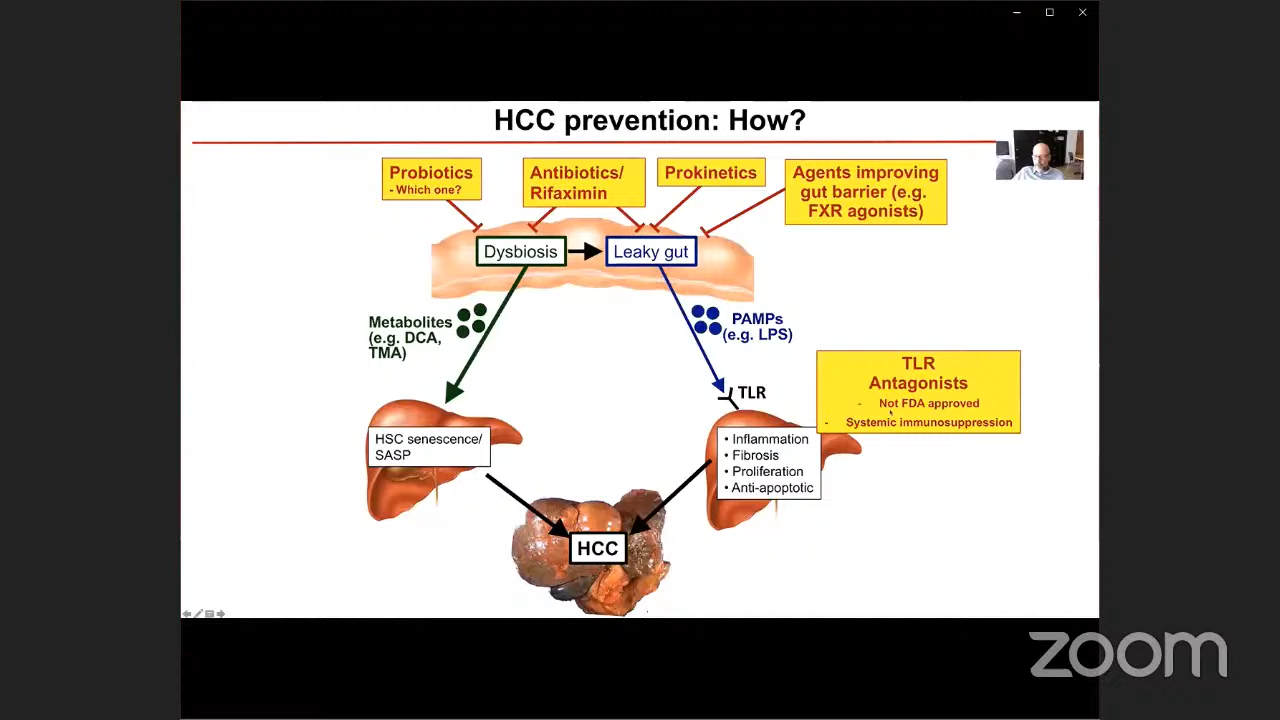 HCC prevention: How?
Probiotics
- Which one?
Antibiotics/
Rifaximin
Prokinetics
Agents improving
gut barrier (e.g.
FXR agonists)
Dysbiosis
Leaky gut
Metabolites
(e.g. DCA,
TMA)
PAMPs
(e.g. LPS)
TLR
TLR
Antagonists
- Not FDA approved
- Systemic immunosuppression
HSC senescence/
SASP
• Inflammation
• Fibrosis
• Proliferation
• Anti-apoptotic
HCC
zoom